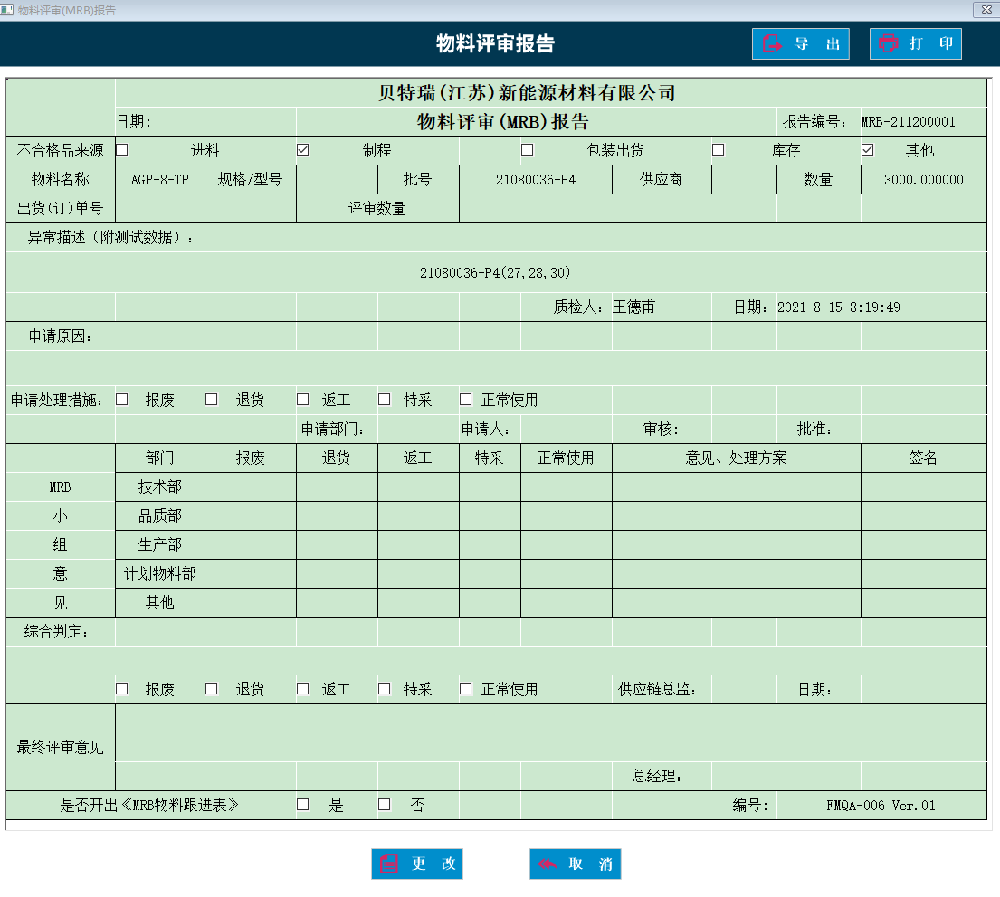 物料评审(MRB)报告
物料评审报告
导 出
打 印
贝特瑞(江苏)新能源材料有限公司
日期: 物料评审(MRB)报告 报告编号: MRB-211200001
不合格品来源 进料 制程 包装出货 库存 其他
物料名称 AGP-8-TP 规格/型号 批号 21080036-P4 供应商 数量 3000.000000
出货(订)单号 评审数量
异常描述（附测试数据）:
21080036-P4(27,28,30)
质检人: 王德甫 日期: 2021-8-15 8:19:49
申请原因:
申请处理措施: 报废 退货 返工 特采 正常使用
申请部门: 申请人: 审核: 批准:
部门 报废 退货 返工 特采 正常使用 意见、处理方案 签名
MRB 技术部
小 品质部
组 生产部
意 计划物料部
见 其他
综合判定:
报废 退货 返工 特采 正常使用 供应链总监: 日期:
最终评审意见
总经理:
是否开出《MRB物料跟进表》 是 否 编号: FMQA-006 Ver.01
更 改
取 消